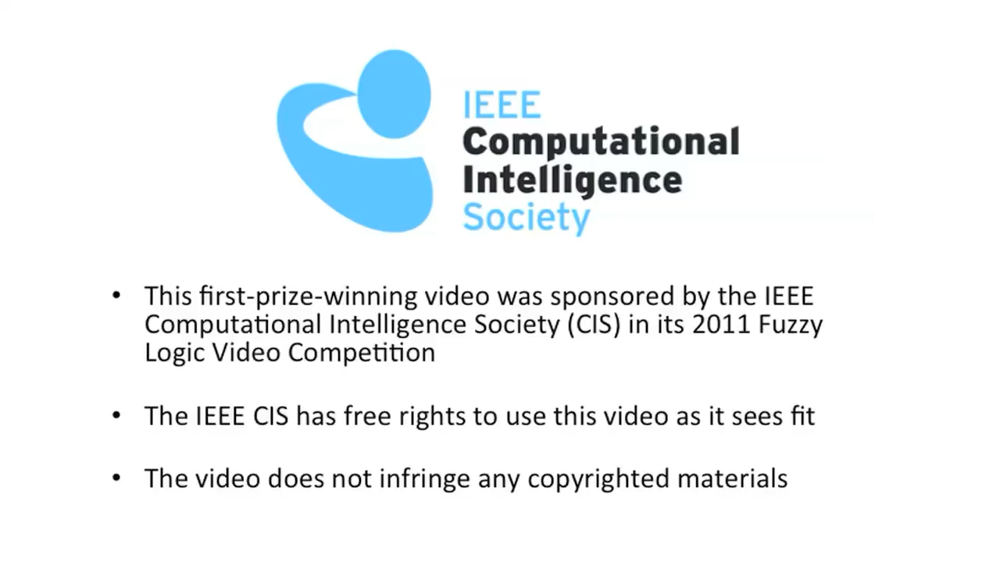 IEEE
Computational
Intelligence
Society
• This first-prize-winning video was sponsored by the IEEE
Computational Intelligence Society (CIS) in its 2011 Fuzzy
Logic Video Competition
• The IEEE CIS has free rights to use this video as it sees fit
• The video does not infringe any copyrighted materials